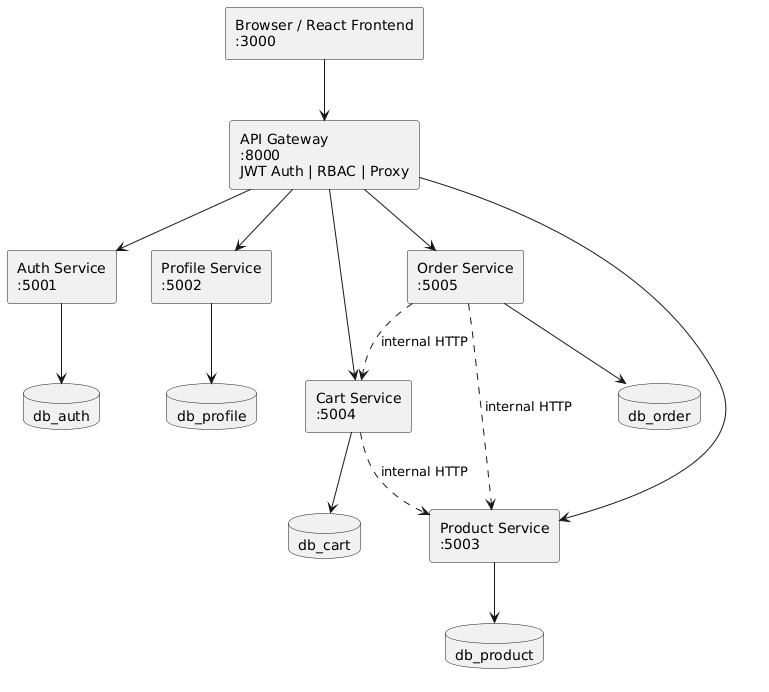 Browser / React Frontend
:3000
API Gateway
:8000
JWT Auth | RBAC | Proxy
Auth Service
:5001
Profile Service
:5002
Order Service
:5005
internal HTTP
Cart Service
:5004
internal HTTP
db_auth
db_profile
db_order
internal HTTP
Product Service
:5003
db_cart
db_product